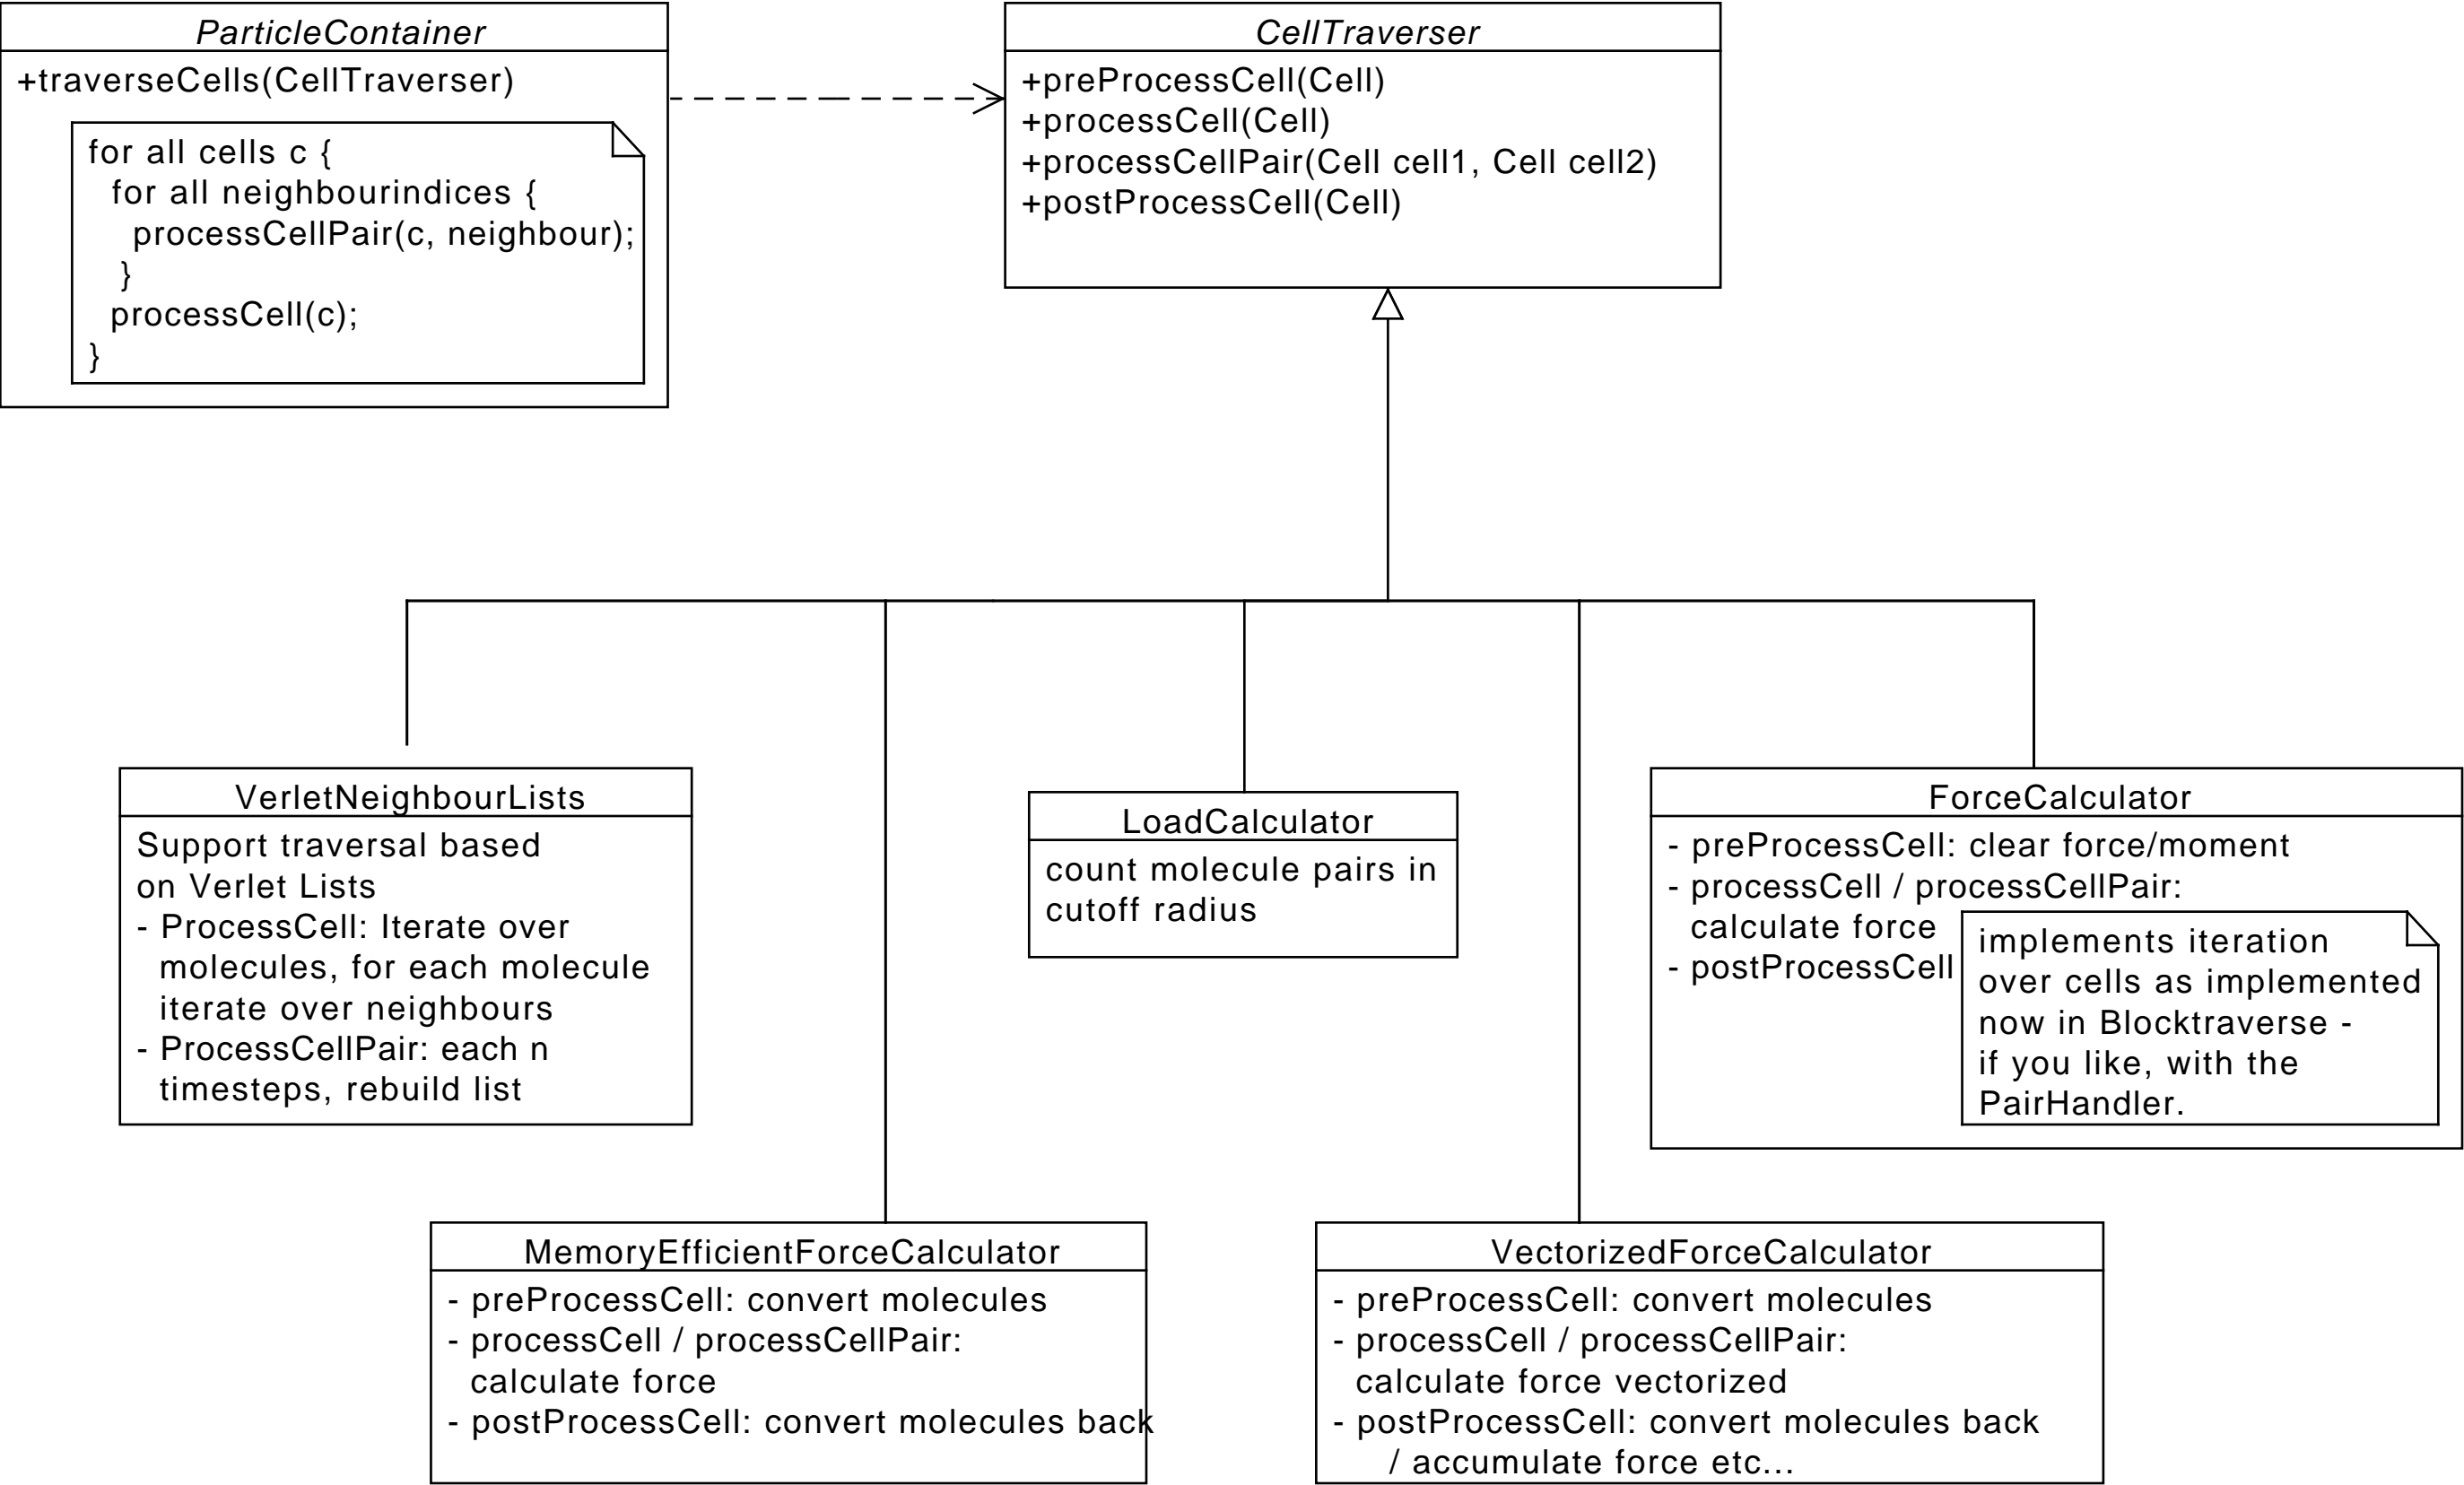 ParticleContainer
+traverseCells(CellTraverser)
for all cells c {
for all neighbourindices {
processCellPair(c, neighbour);
}
processCell(c);
}
CellTraverser
+preProcessCell(Cell)
+processCell(Cell)
+processCellPair(Cell cell1, Cell cell2)
+postProcessCell(Cell)
VerletNeighbourLists
Support traversal based
on Verlet Lists
- ProcessCell: Iterate over
molecules, for each molecule
iterate over neighbours
- ProcessCellPair: each n
timesteps, rebuild list
LoadCalculator
count molecule pairs in
cutoff radius
ForceCalculator
- preProcessCell: clear force/moment
- processCell / processCellPair:
calculate force
- postProcessCell
implements iteration
over cells as implemented
now in Blocktraverse -
if you like, with the
PairHandler.
MemoryEfficientForceCalculator
- preProcessCell: convert molecules
- processCell / processCellPair:
calculate force
- postProcessCell: convert molecules back
VectorizedForceCalculator
- preProcessCell: convert molecules
- processCell / processCellPair:
calculate force vectorized
- postProcessCell: convert molecules back
/ accumulate force etc...